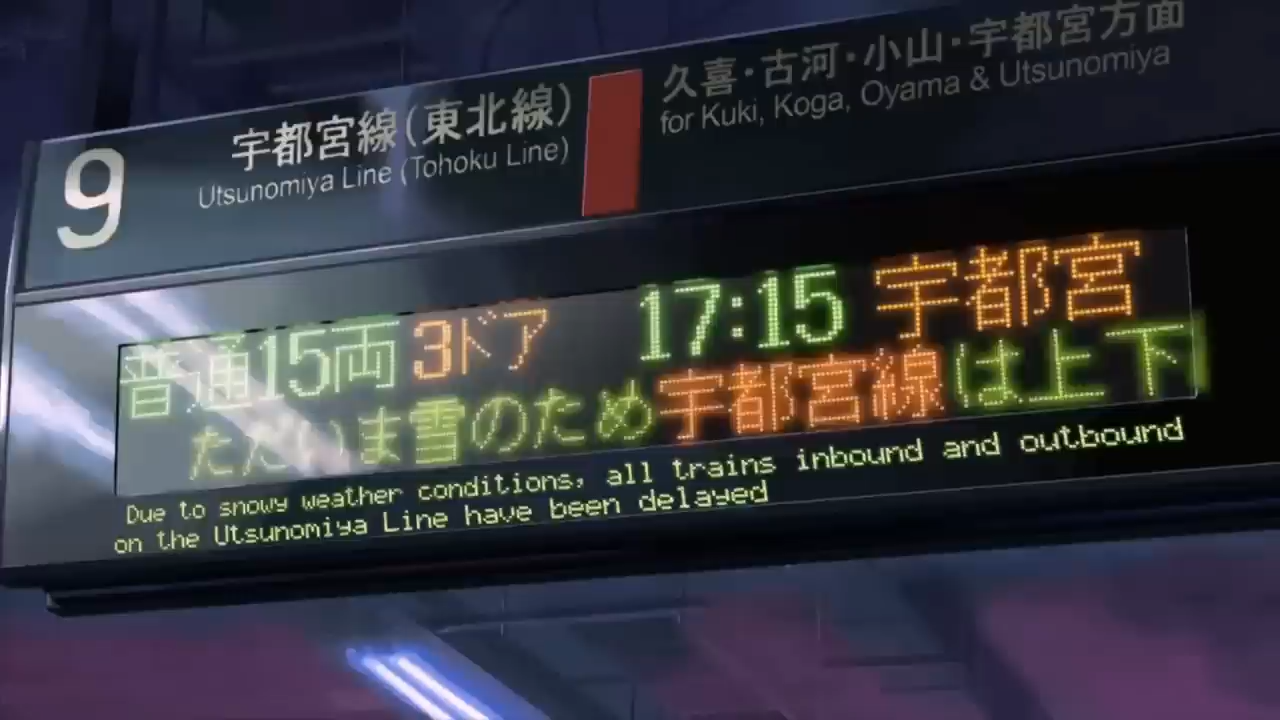 9
宇都宮線(東北線)
Utsunomiya Line (Tohoku Line)
久喜・古河・小山・宇都宮方面
for Kuki, Koga, Oyama & Utsunomiya
普通15両 3ドア 17:15 宇都宮
ただいま雪のため宇都宮線は上下
Due to snowy weather conditions, all trains inbound and outbound
on the Utsunomiya Line have been delayed